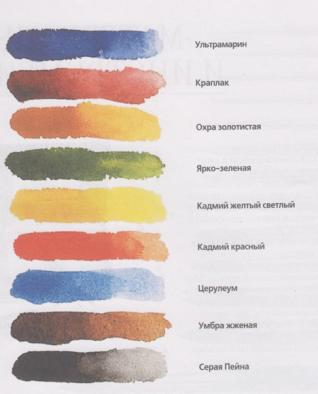 Ультрамарин
Краплак
Охра золотистая
Ярко-зеленая
Кадмий желтый светлый
Кадмий красный
Церулеум
Умбра жженая
Серая Пейна